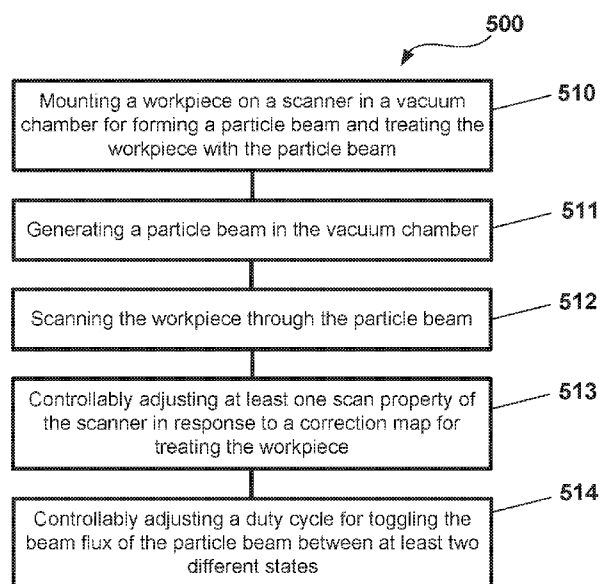 500
Mounting a workpiece on a scanner in a vacuum
chamber for forming a particle beam and treating the
workpiece with the particle beam
510
Generating a particle beam in the vacuum chamber
511
Scanning the workpiece through the particle beam
512
Controllably adjusting at least one scan property
of the scanner in response to a correction map for
treating the workpiece
513
Controllably adjusting a duty cycle for toggling the
beam flux of the particle beam between at least two
different states
514